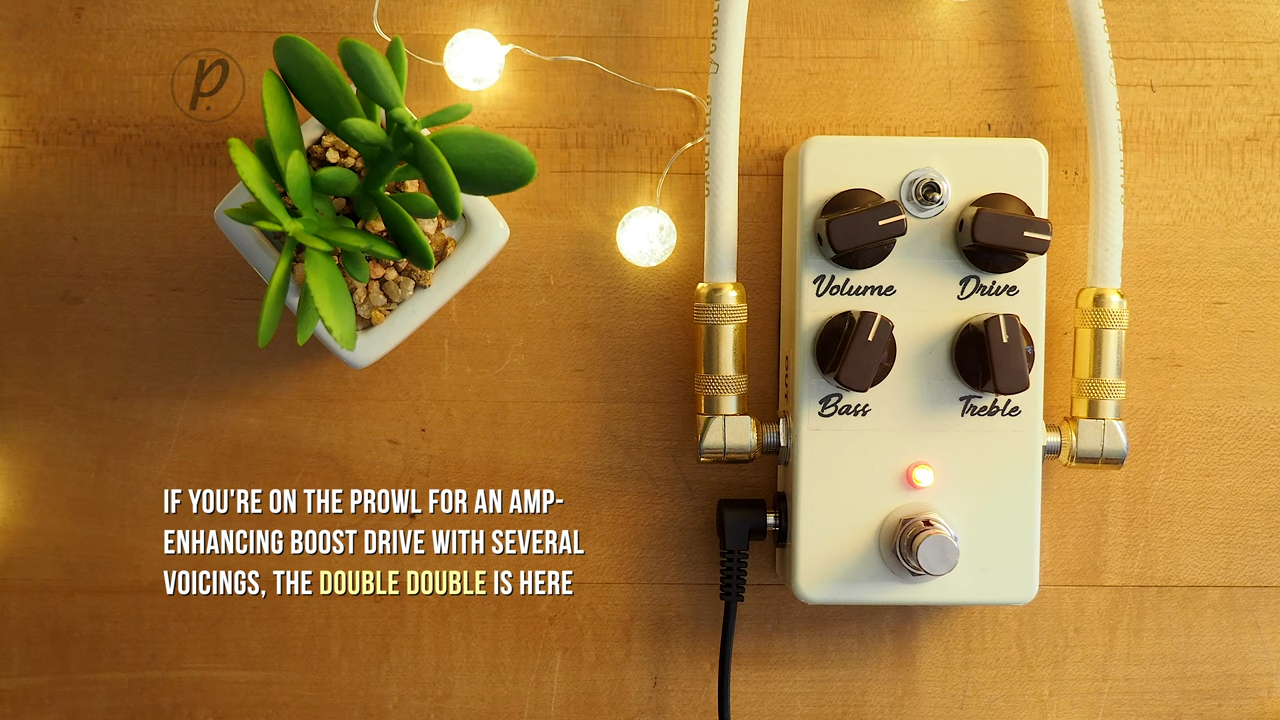 p.
IF YOU'RE ON THE PROWL FOR AN AMP-
ENHANCING BOOST DRIVE WITH SEVERAL
VOICINGS, THE DOUBLE DOUBLE IS HERE
Volume
Drive
Bass
Treble